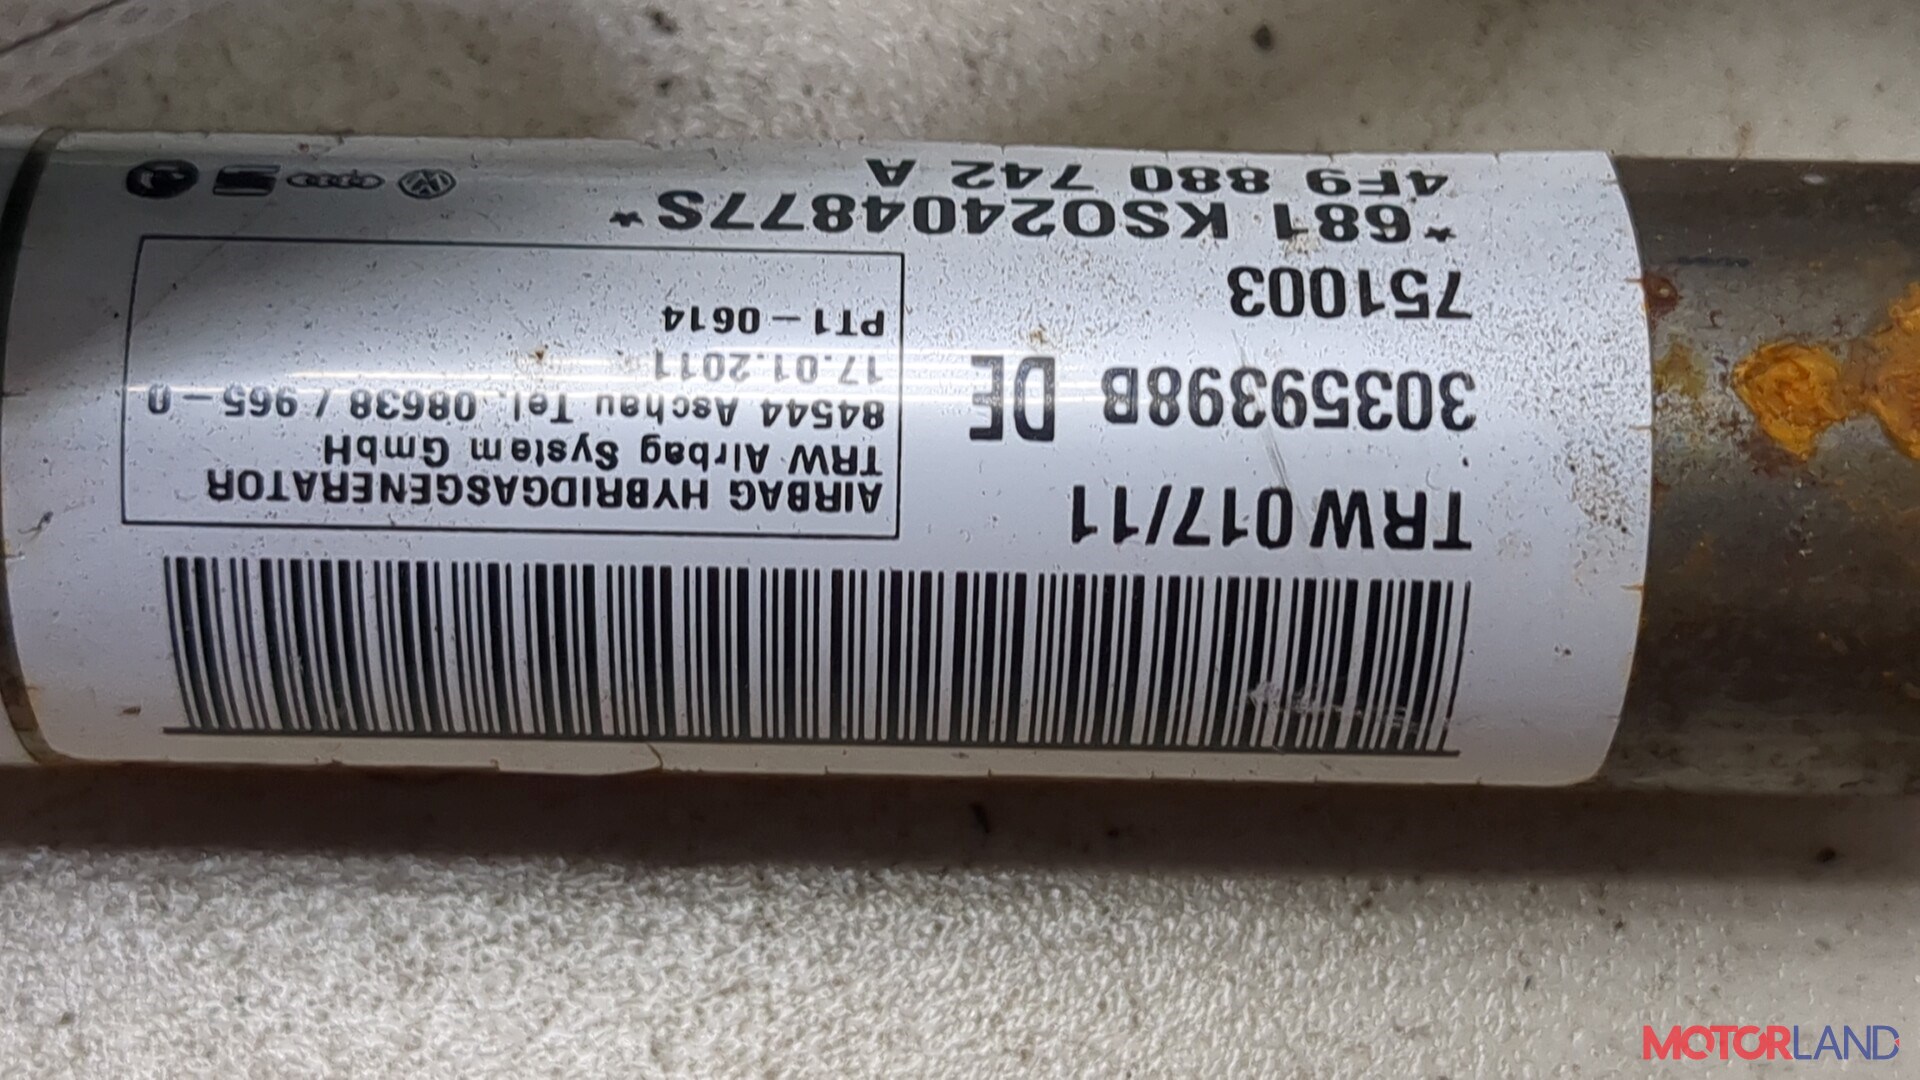 TRW 017/11
30359398B DE
751003
*681 KSO2404877S*
4F9 880 742 A
AIRBAG HYBRIDGASGENERATOR
TRW Airbag System GmbH
84544 Aschau Tel. 08638 / 965-0
17.01.2011
PT1-0614
MOTORLAND